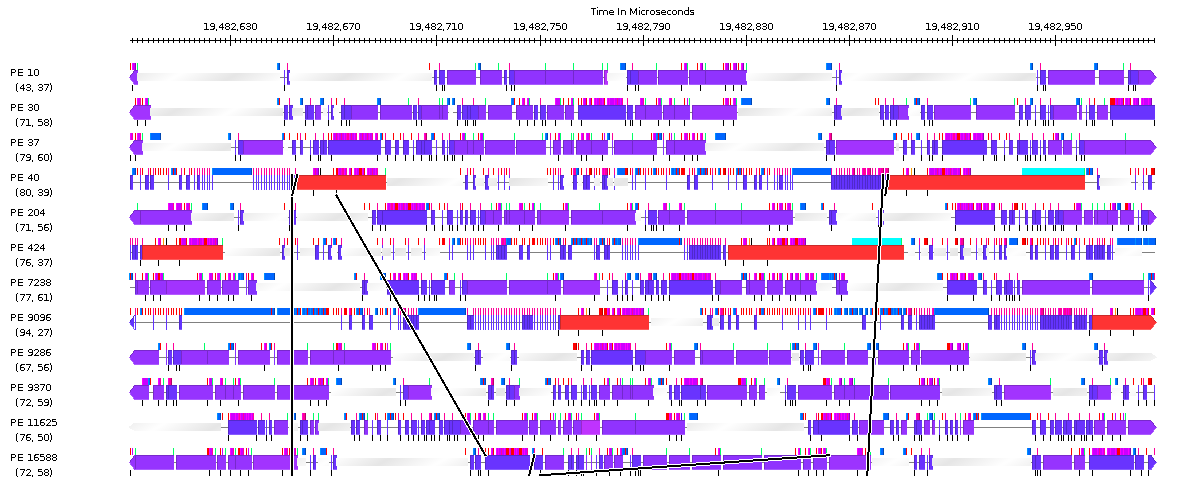 Time In Microseconds
19,482,630 19,482,670 19,482,710 19,482,750 19,482,790 19,482,830 19,482,870 19,482,910 19,482,950
PE 10
(43, 37)
PE 30
(71, 58)
PE 37
(79, 60)
PE 40
(80, 39)
PE 204
(71, 56)
PE 424
(76, 37)
PE 7238
(77, 61)
PE 9096
(94, 27)
PE 9286
(67, 56)
PE 9370
(72, 59)
PE 11625
(76, 50)
PE 16588
(72, 58)